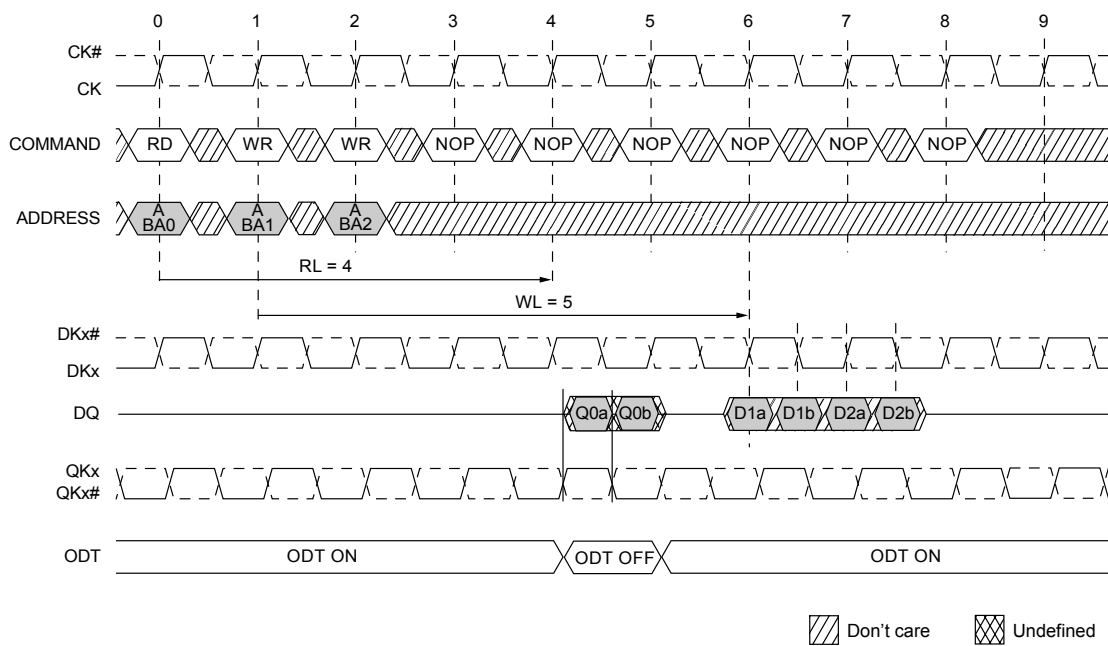 0 1 2 3 4 5 6 7 8 9
CK#
CK
COMMAND RD WR WR NOP NOP NOP NOP NOP NOP
ADDRESS A BA0 A BA1 A BA2
RL = 4
WL = 5
DKx#
DKx
DQ Q0a Q0b D1a D1b D2a D2b
QKx
QKx#
ODT ODT ON ODT OFF ODT ON
Don't care Undefined